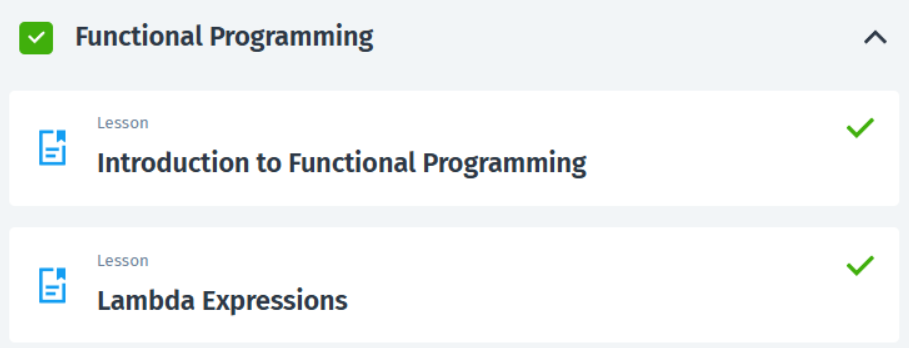 Functional Programming
Lesson
Introduction to Functional Programming
Lesson
Lambda Expressions